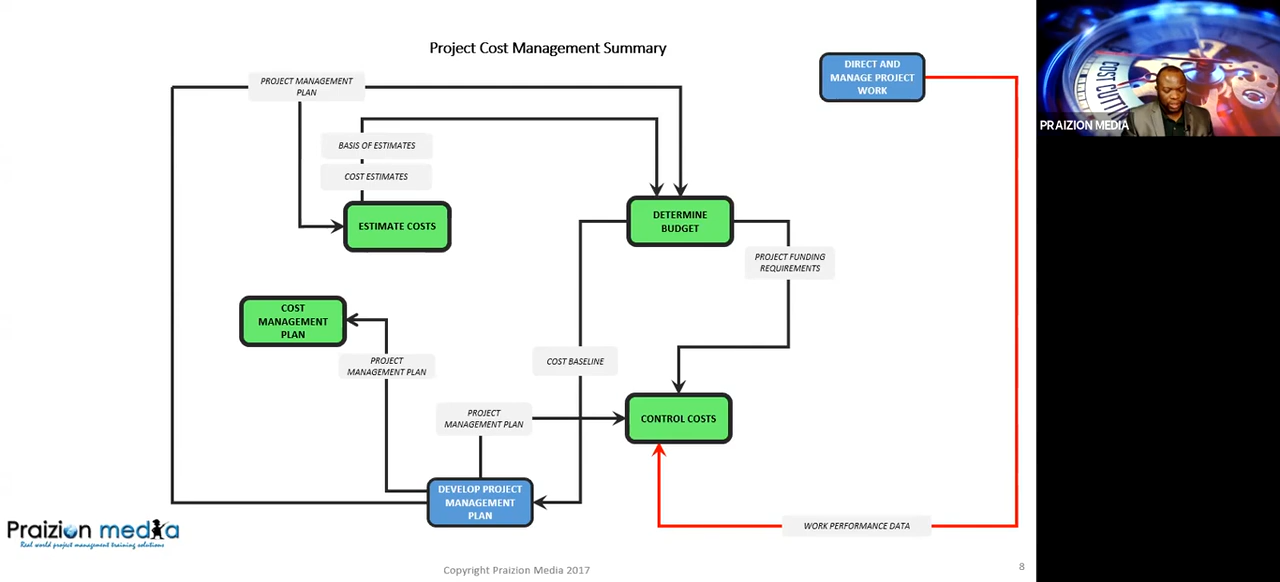 Project Cost Management Summary
PROJECT MANAGEMENT
PLAN
DIRECT AND
MANAGE PROJECT
WORK
COST CUTTING
PRAIZION MEDIA
BASIS OF ESTIMATES
COST ESTIMATES
ESTIMATE COSTS
DETERMINE
BUDGET
PROJECT FUNDING
REQUIREMENTS
COST
MANAGEMENT
PLAN
PROJECT
MANAGEMENT PLAN
COST BASELINE
PROJECT
MANAGEMENT PLAN
CONTROL COSTS
DEVELOP PROJECT
MANAGEMENT
PLAN
WORK PERFORMANCE DATA
Praizion media
Real world project management training solutions
Copyright Praizion Media 2017
8